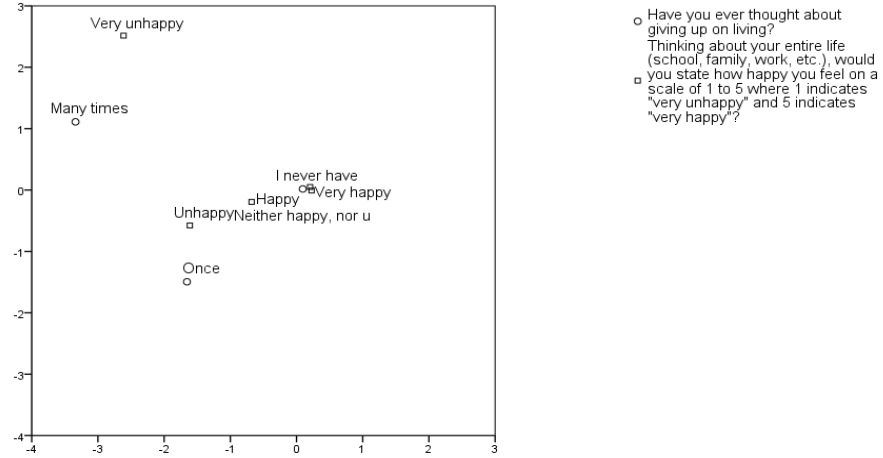 3
2
1
0
-1
-2
-3
-4
-4 -3 -2 -1 0 1 2 3
Very unhappy
Many times
I never have
Very happy
Happy
Unhappy
Neither happy, nor u
Once
Have you ever thought about
giving up on living?
Thinking about your entire life
(school, family, work, etc.), would
you state how happy you feel on a
scale of 1 to 5 where 1 indicates
"very unhappy" and 5 indicates
"very happy"?